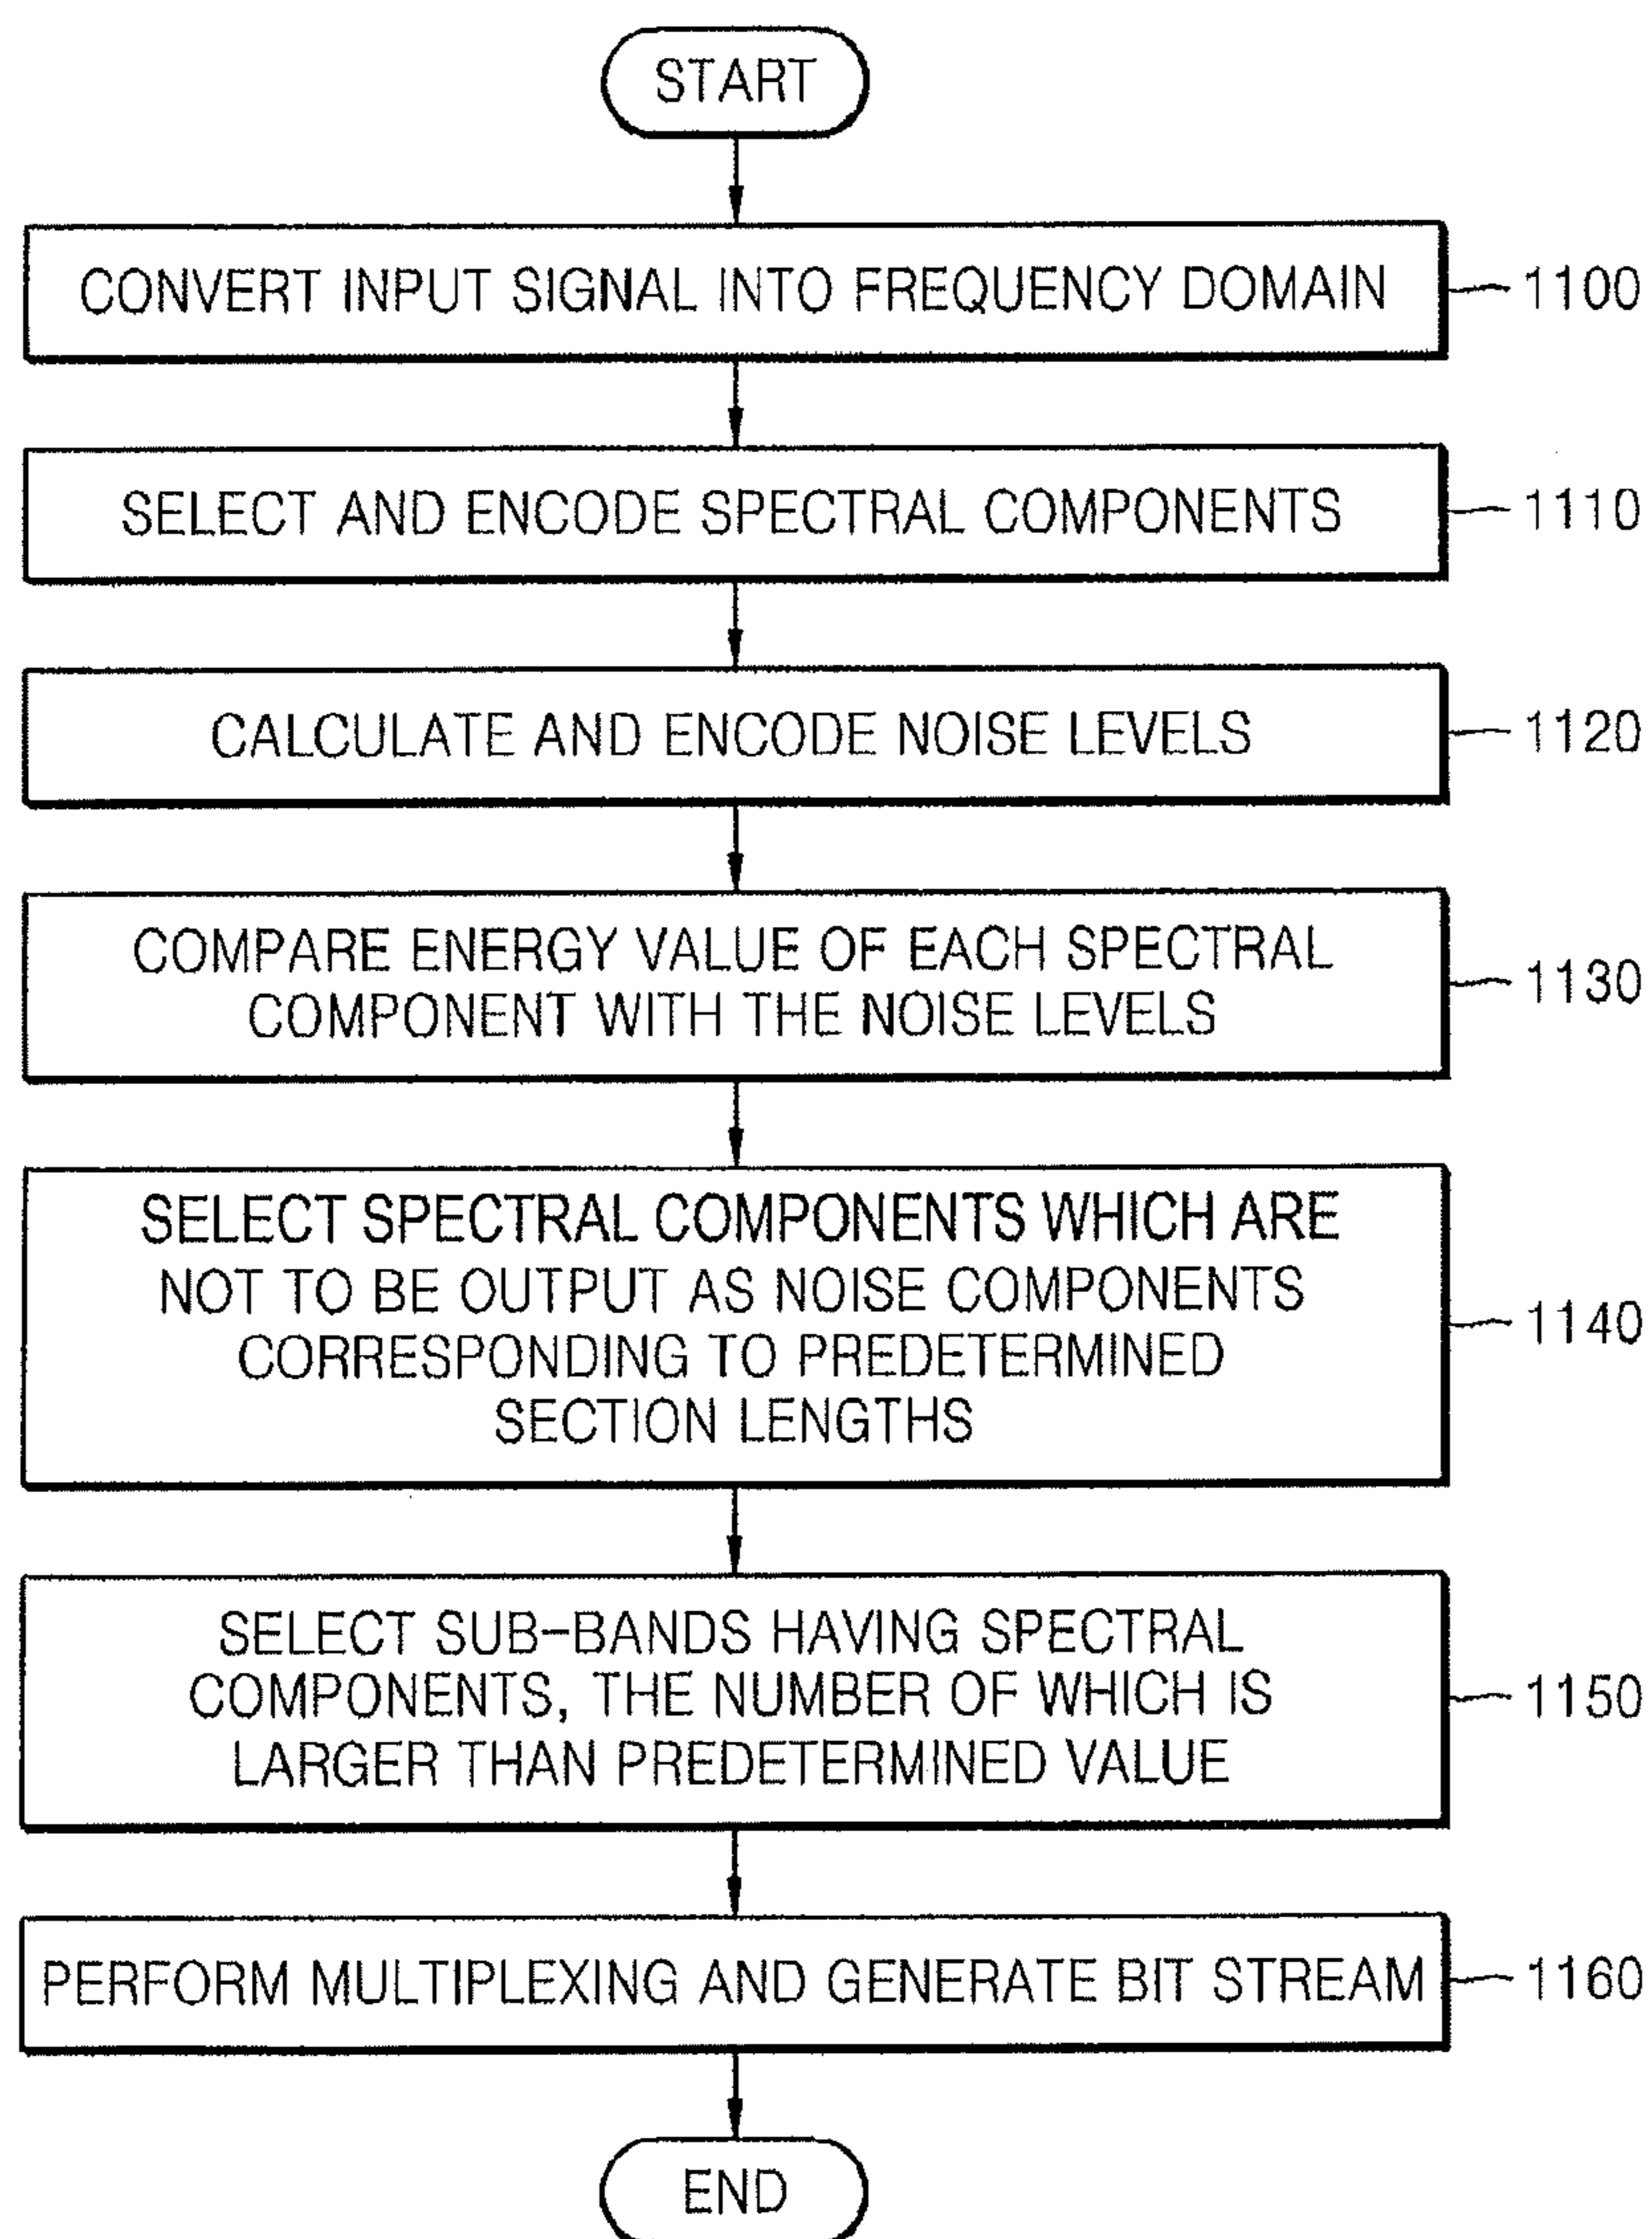 START
CONVERT INPUT SIGNAL INTO FREQUENCY DOMAIN
1100
SELECT AND ENCODE SPECTRAL COMPONENTS
1110
CALCULATE AND ENCODE NOISE LEVELS
1120
COMPARE ENERGY VALUE OF EACH SPECTRAL
COMPONENT WITH THE NOISE LEVELS
1130
SELECT SPECTRAL COMPONENTS WHICH ARE
NOT TO BE OUTPUT AS NOISE COMPONENTS
CORRESPONDING TO PREDETERMINED
SECTION LENGTHS
1140
SELECT SUB-BANDS HAVING SPECTRAL
COMPONENTS, THE NUMBER OF WHICH IS
LARGER THAN PREDETERMINED VALUE
1150
PERFORM MULTIPLEXING AND GENERATE BIT STREAM
1160
END